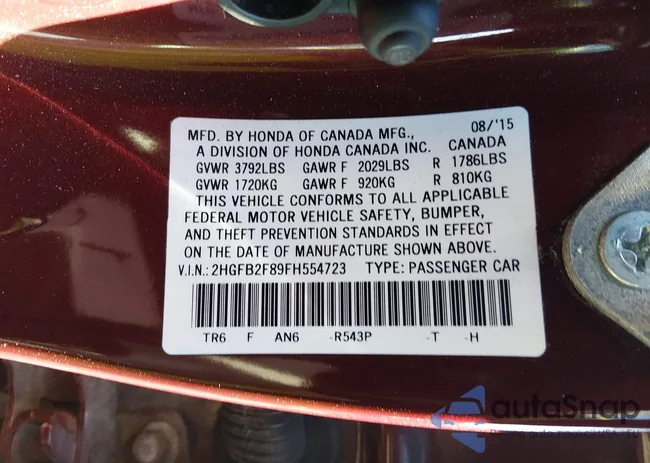 MFD. BY HONDA OF CANADA MFG., 08/'15
A DIVISION OF HONDA CANADA INC. CANADA
GVWR 3792LBS GAWR F 2029LBS R 1786LBS
GVWR 1720KG GAWR F 920KG R 810KG
THIS VEHICLE CONFORMS TO ALL APPLICABLE
FEDERAL MOTOR VEHICLE SAFETY, BUMPER,
AND THEFT PREVENTION STANDARDS IN EFFECT
ON THE DATE OF MANUFACTURE SHOWN ABOVE.
V.I.N.: 2HGFB2F89FH554723 TYPE: PASSENGER CAR
TR6 F AN6 -R543P -T -H
autoSnap